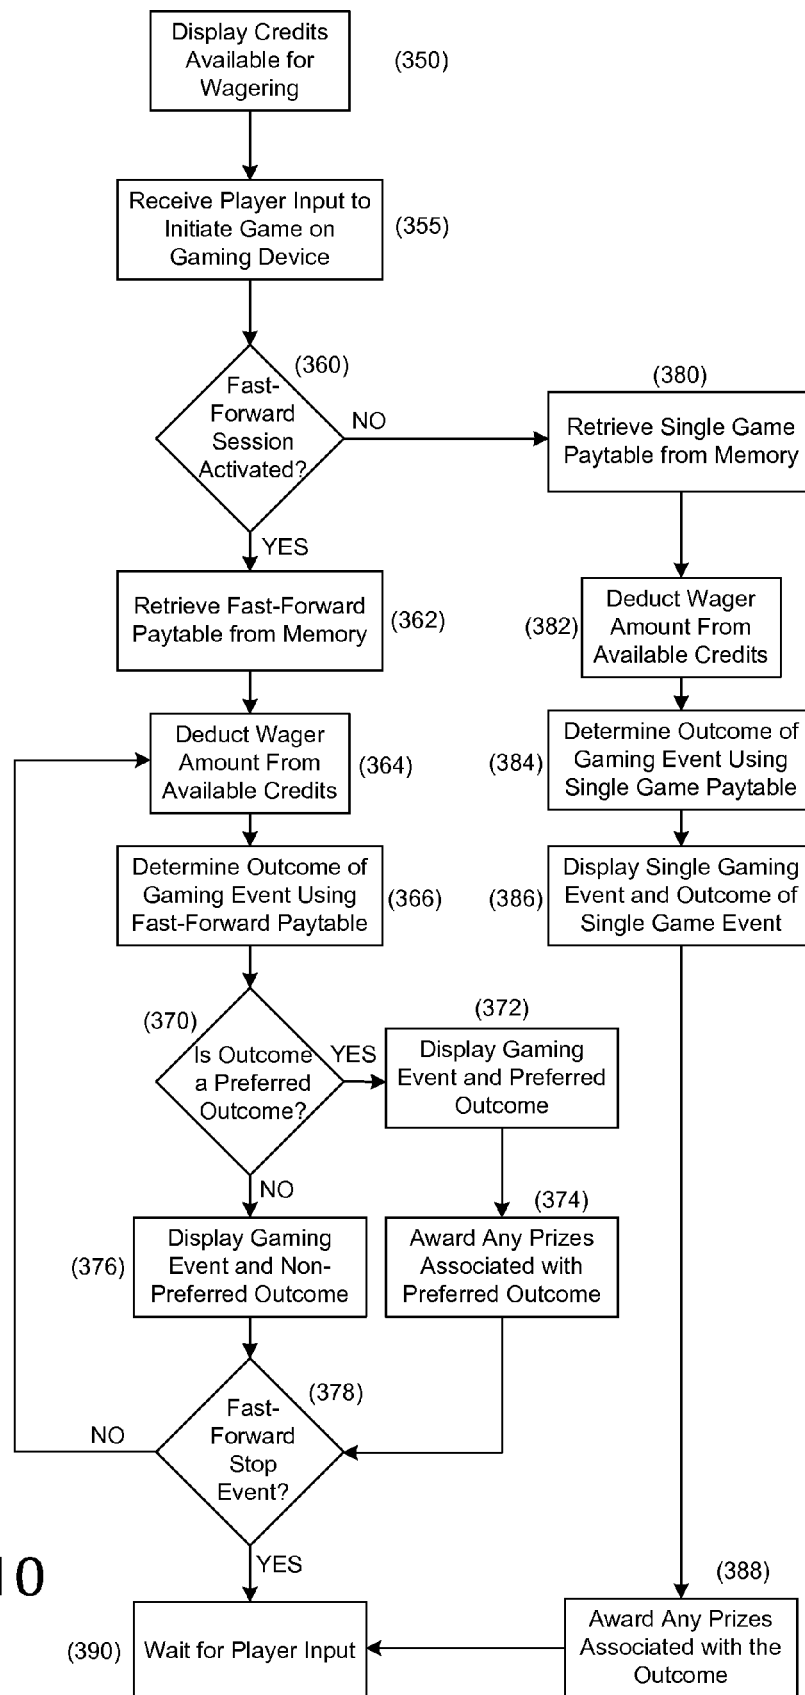 Display Credits
Available for
Wagering
(350)
Receive Player Input to
Initiate Game on
Gaming Device
(355)
(360)
Fast-
Forward
Session
Activated?
NO
YES
(380)
Retrieve Single Game
Paytable from Memory
Retrieve Fast-Forward
Paytable from Memory
(362)
(382)
Deduct Wager
Amount From
Available Credits
Deduct Wager
Amount From
Available Credits
(364)
(384)
Determine Outcome of
Gaming Event Using
Single Game Paytable
Determine Outcome of
Gaming Event Using
Fast-Forward Paytable
(366)
(386)
Display Single Gaming
Event and Outcome of
Single Game Event
(370)
Is Outcome
a Preferred
Outcome?
YES
NO
(372)
Display Gaming
Event and Preferred
Outcome
(374)
Award Any Prizes
Associated with
Preferred Outcome
(376)
Display Gaming
Event and Non-
Preferred Outcome
(378)
Fast-
Forward
Stop
Event?
NO
YES
10
(388)
Award Any Prizes
Associated with the
Outcome
(390)
Wait for Player Input